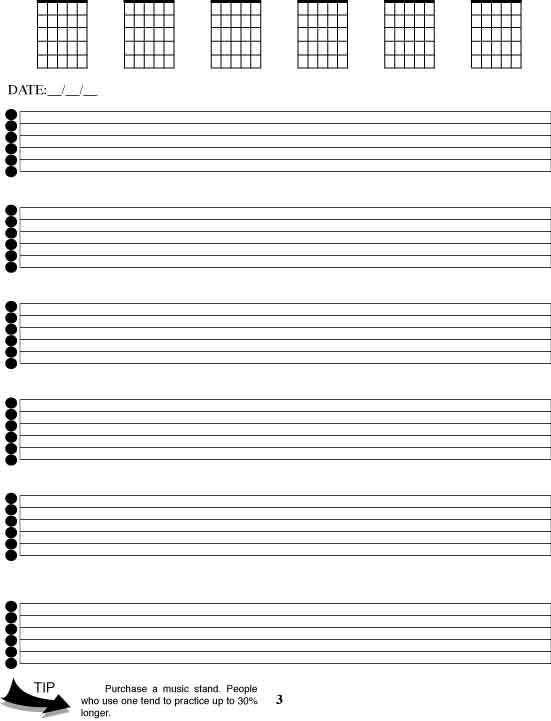 DATE:__/__/__
TIP
Purchase a music stand. People
who use one tend to practice up to 30%
longer.
3